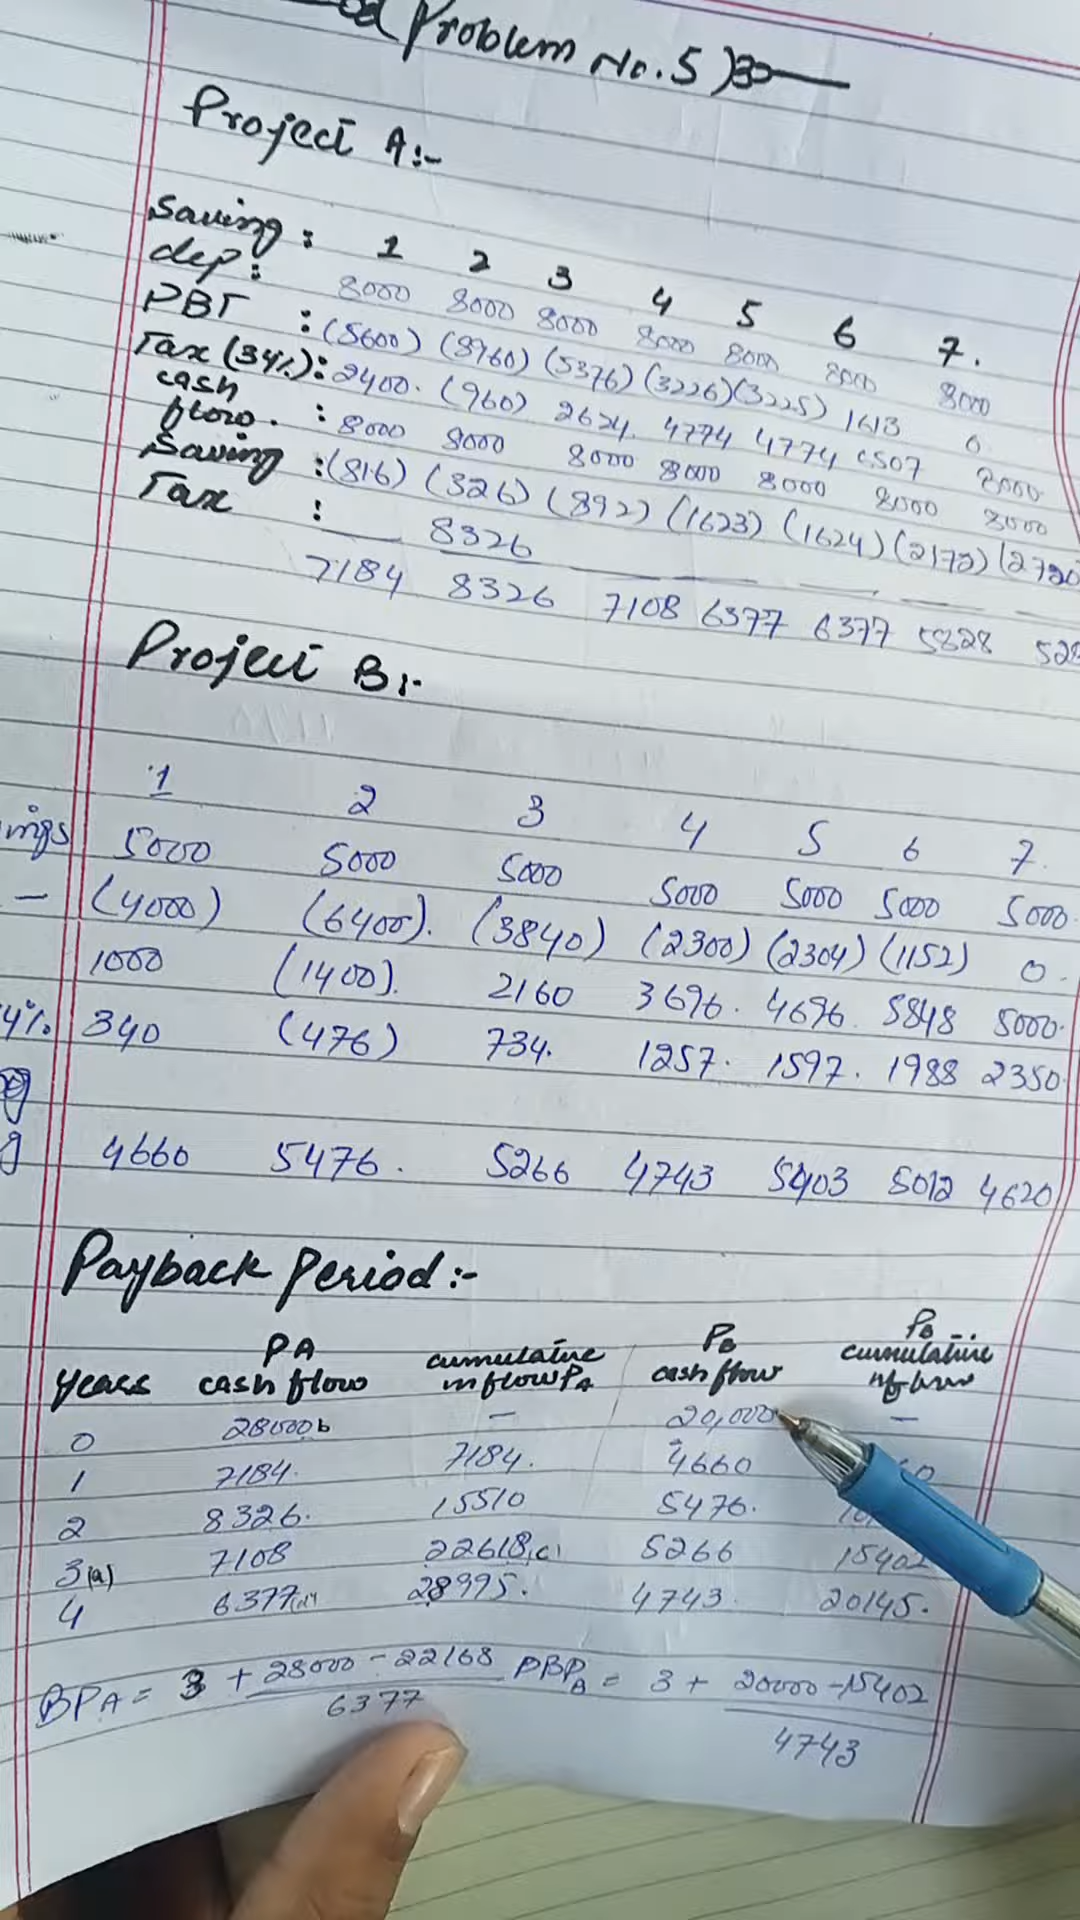 Problem No. 5)
Project A:-
Saving : 1 2 3 4 5 6 7.
dep : 8000 8000 8000 8000 8000 8000 8000
PBT : (5600) (8960) (5376) (3226) (3225) 1613 0
Tax (34%) : 2400. (960) 2624. 4774 4774 6507 8000
cash flow. : 8000 8000 8000 8000 8000 8000 8000
Saving : (816) (326) (892) (1623) (1624) (2172) (2720
Tax : 8326
7184 8326 7108 6377 6377 5828 528
Project B:-
1 2 3 4 5 6 7.
ings 5000 5000 5000 5000 5000 5000 5000.
— (4000) (6400). (3840) (2300) (2304) (1152) 0.
1000 (1400). 2160 3696. 4696. 5848 5000.
4% 340 (476) 734. 1257. 1597. 1988 2350.
g 4660 5476. 5266 4743 5403 5012 4620
Payback Period:-
years PA cash flow cumulative inflow PA PB cash flow PB cumulative inflow
0 28000b — 20,000 —
1 7184. 7184. 4660
2 8326. 15510 5476.
3(a) 7108 22618(c) 5266 15402
4 6377(d) 28995. 4743. 20145.
BPA = 3 + 28000 - 22168 / 6377 PBPB = 3 + 20000 - 15402 / 4743